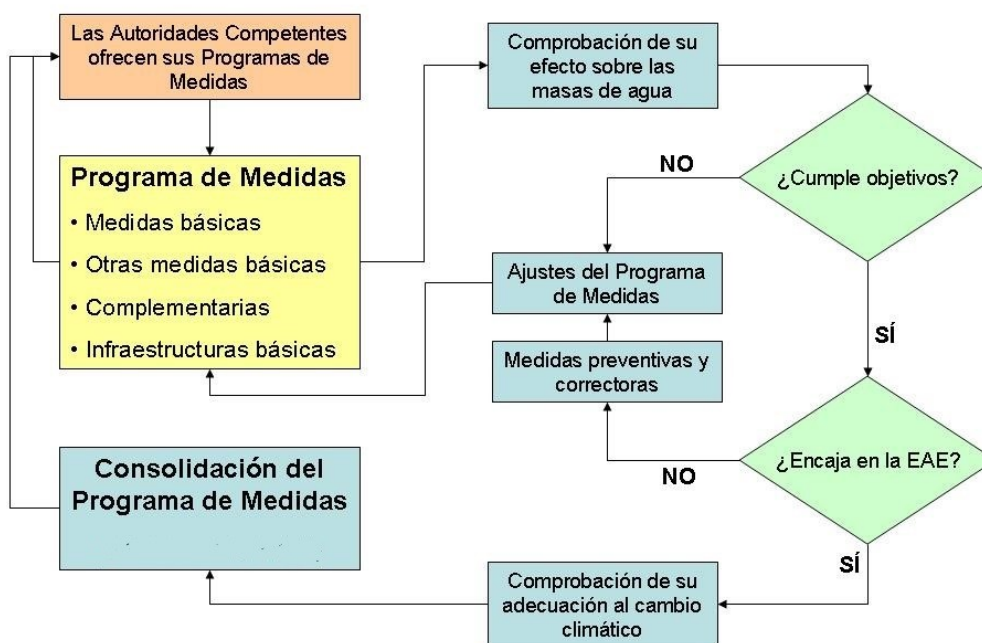 Las Autoridades Competentes
ofrecen sus Programas de
Medidas
Programa de Medidas
• Medidas básicas
• Otras medidas básicas
• Complementarias
• Infraestructuras básicas
Comprobación de su
efecto sobre las
masas de agua
¿Cumple objetivos?
NO
SÍ
Ajustes del Programa
de Medidas
Medidas preventivas y
correctoras
¿Encaja en la EAE?
NO
SÍ
Comprobación de su
adecuación al cambio
climático
Consolidación del
Programa de Medidas